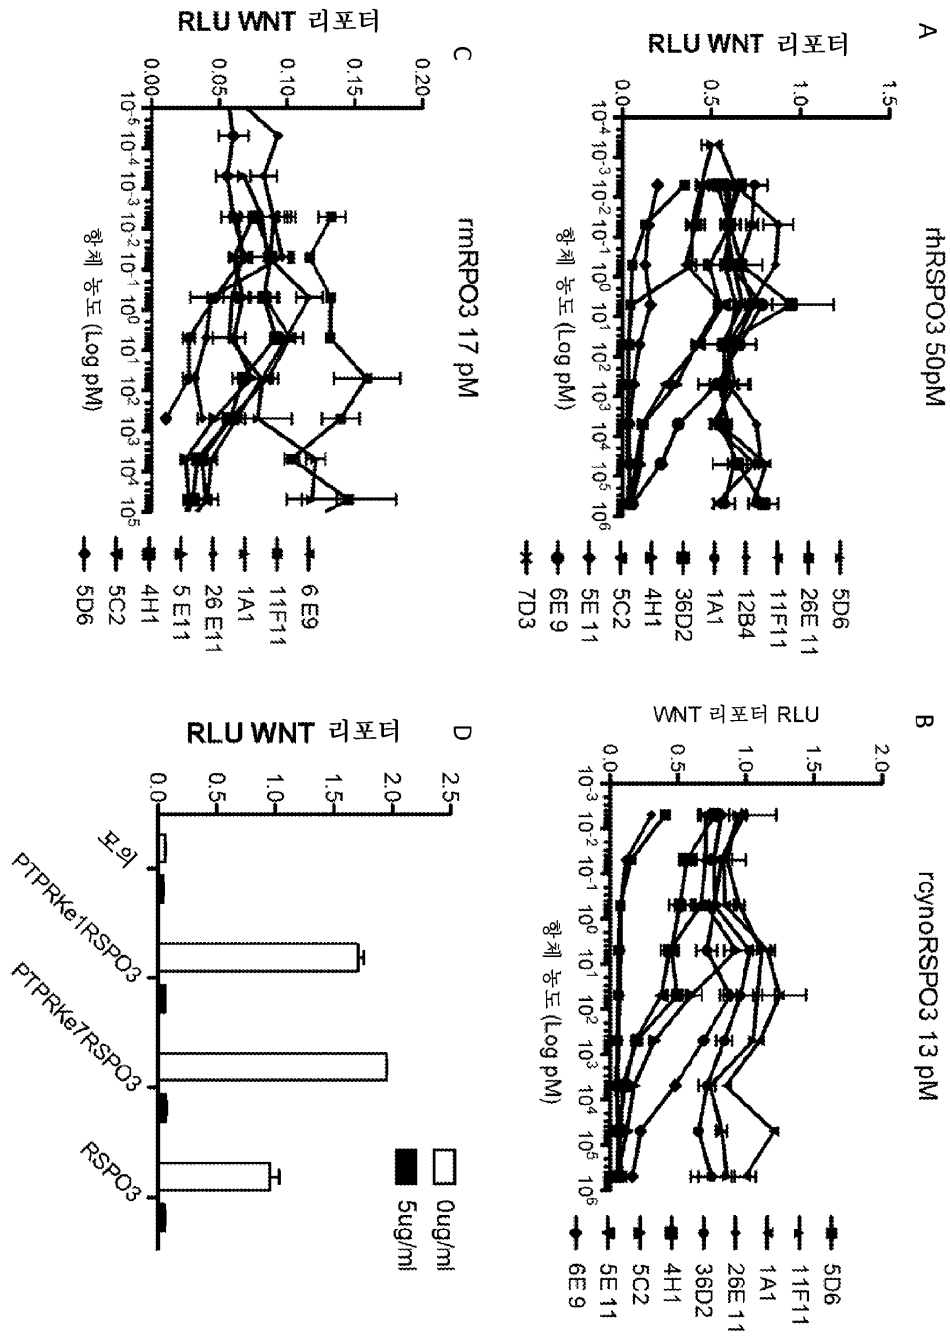 A
rhRSPO3 50pM
RLU WNT 리포터
1.5
1.0
0.5
0.0
10-4 10-3 10-2 10-1 100 101 102 103 104 105 106
항체 농도 (Log pM)
5D6
26E 11
11F11
12B4
1A1
36D2
4H1
5C2
5E 11
6E 9
7D3
B
rcynoRSPO3 13 pM
WNT 리포터 RLU
2.0
1.5
1.0
0.5
0.0
10-3 10-2 10-1 100 101 102 103 104 105 106
항체 농도 (Log pM)
5D6
11F11
1A1
26E 11
36D2
4H1
5C2
5E 11
6E 9
C
rmRPO3 17 pM
RLU WNT 리포터
0.20
0.15
0.10
0.05
0.00
10-5 10-4 10-3 10-2 10-1 100 101 102 103 104 105
항체 농도 (Log pM)
6 E9
11F11
1A1
26 E11
5 E11
4H1
5C2
5D6
D
RLU WNT 리포터
2.5
2.0
1.5
1.0
0.5
0.0
모의
PTPRKe1RSPO3
PTPRKe7RSPO3
RSPO3
0ug/ml
5ug/ml